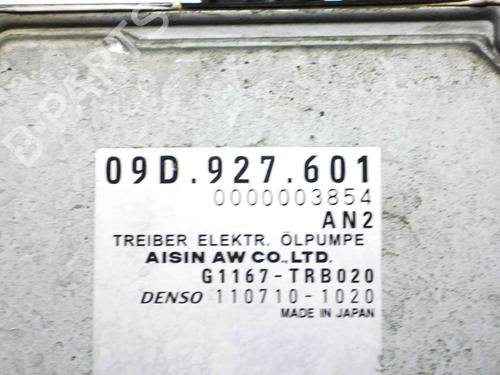 B-PARTS
09D.927.601
0000003854
AN2
TREIBER ELEKTR. ÖLPUMPE
AISIN AW CO.,LTD.
G1167-TRB020
DENSO 110710-1020
MADE IN JAPAN